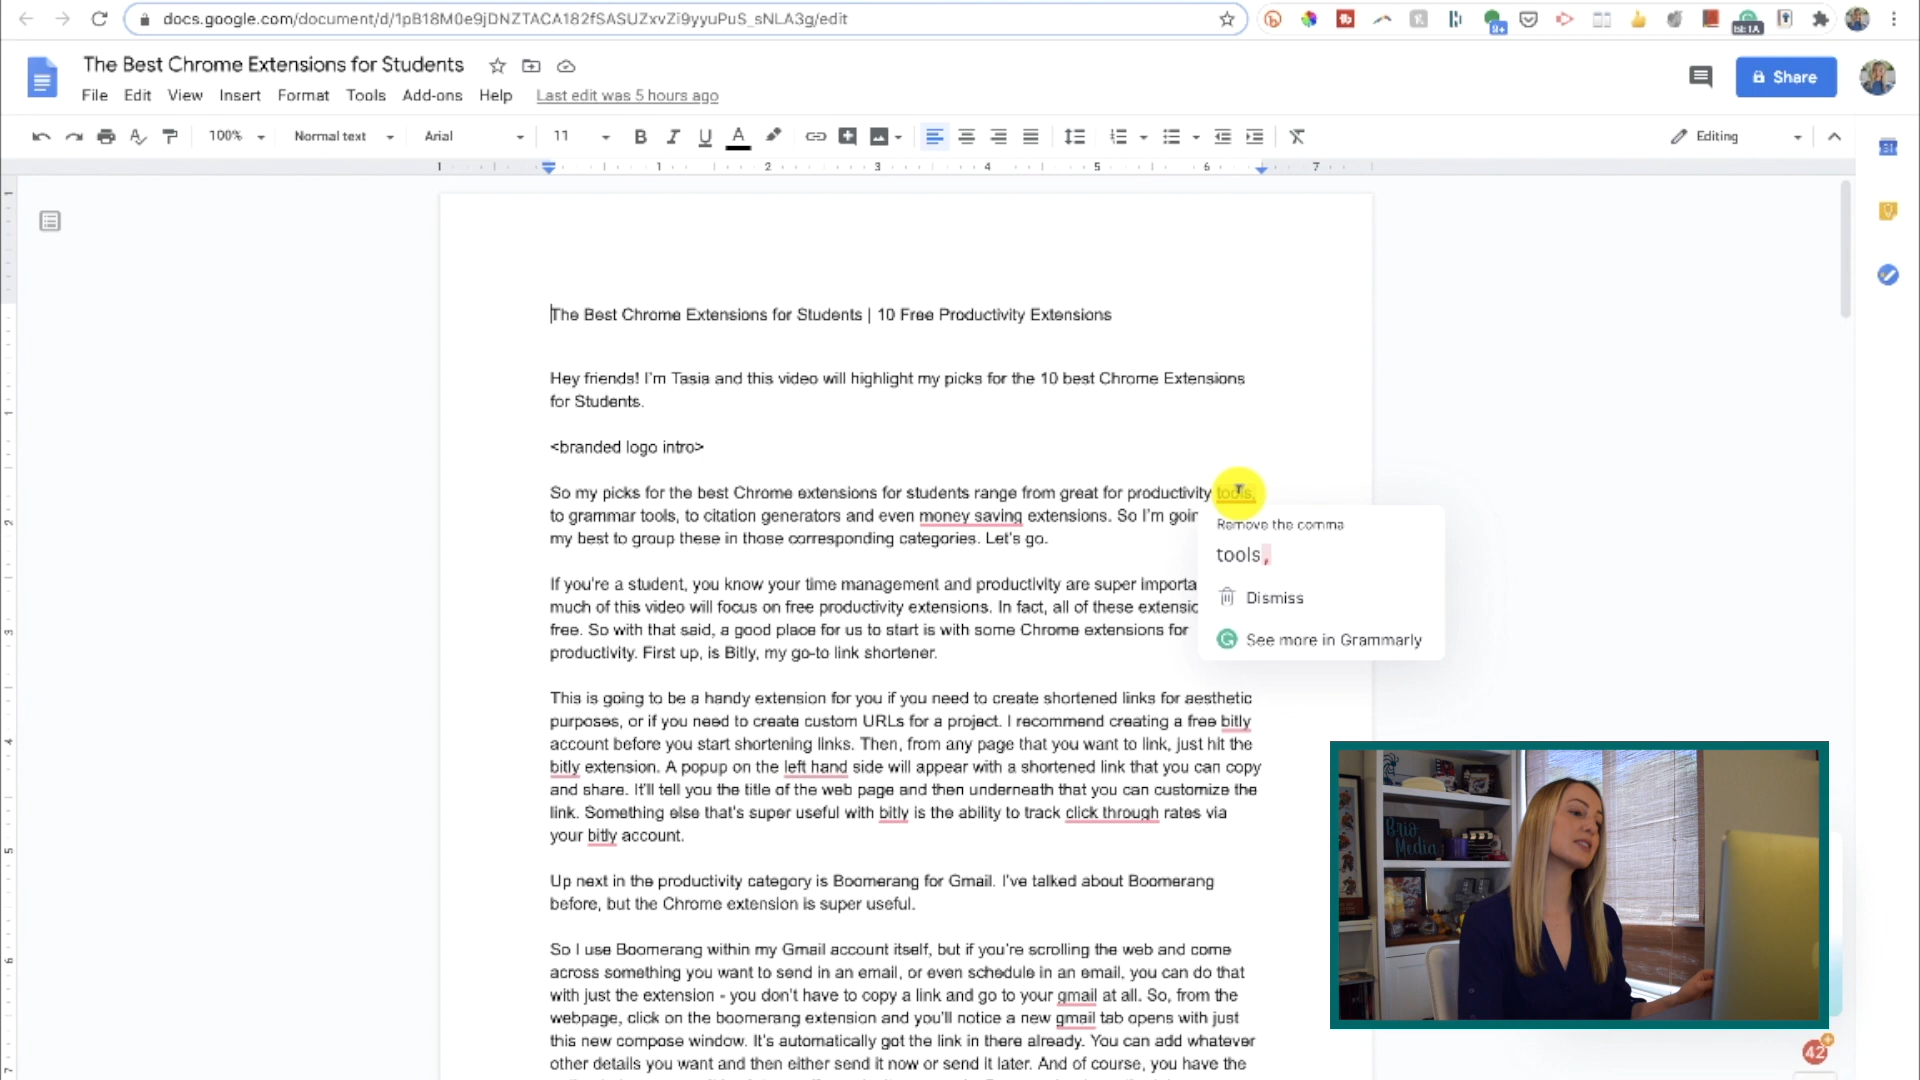 docs.google.com/document/d/1pB18M0e9jDNZTACA182fSASUZxvZi9yyuPuS_sNLA3g/edit
9+
BETA
The Best Chrome Extensions for Students
File Edit View Insert Format Tools Add-ons Help Last edit was 5 hours ago
Share
100% Normal text Arial 11 B I U A Editing
1 1 2 3 4 5 6 7
The Best Chrome Extensions for Students | 10 Free Productivity Extensions
Hey friends! I'm Tasia and this video will highlight my picks for the 10 best Chrome Extensions
for Students.
<branded logo intro>
So my picks for the best Chrome extensions for students range from great for productivity tools,
to grammar tools, to citation generators and even money saving extensions. So I'm goin
my best to group these in those corresponding categories. Let's go.
Remove the comma
tools,
Dismiss
See more in Grammarly
If you're a student, you know your time management and productivity are super importa
much of this video will focus on free productivity extensions. In fact, all of these extensio
free. So with that said, a good place for us to start is with some Chrome extensions for
productivity. First up, is Bitly, my go-to link shortener.
This is going to be a handy extension for you if you need to create shortened links for aesthetic
purposes, or if you need to create custom URLs for a project. I recommend creating a free bitly
account before you start shortening links. Then, from any page that you want to link, just hit the
bitly extension. A popup on the left hand side will appear with a shortened link that you can copy
and share. It'll tell you the title of the web page and then underneath that you can customize the
link. Something else that's super useful with bitly is the ability to track click through rates via
your bitly account.
Up next in the productivity category is Boomerang for Gmail. I've talked about Boomerang
before, but the Chrome extension is super useful.
So I use Boomerang within my Gmail account itself, but if you're scrolling the web and come
across something you want to send in an email, or even schedule in an email, you can do that
with just the extension - you don't have to copy a link and go to your gmail at all. So, from the
webpage, click on the boomerang extension and you'll notice a new gmail tab opens with just
this new compose window. It's automatically got the link in there already. You can add whatever
other details you want and then either send it now or send it later. And of course, you have the
Brio
Media
42